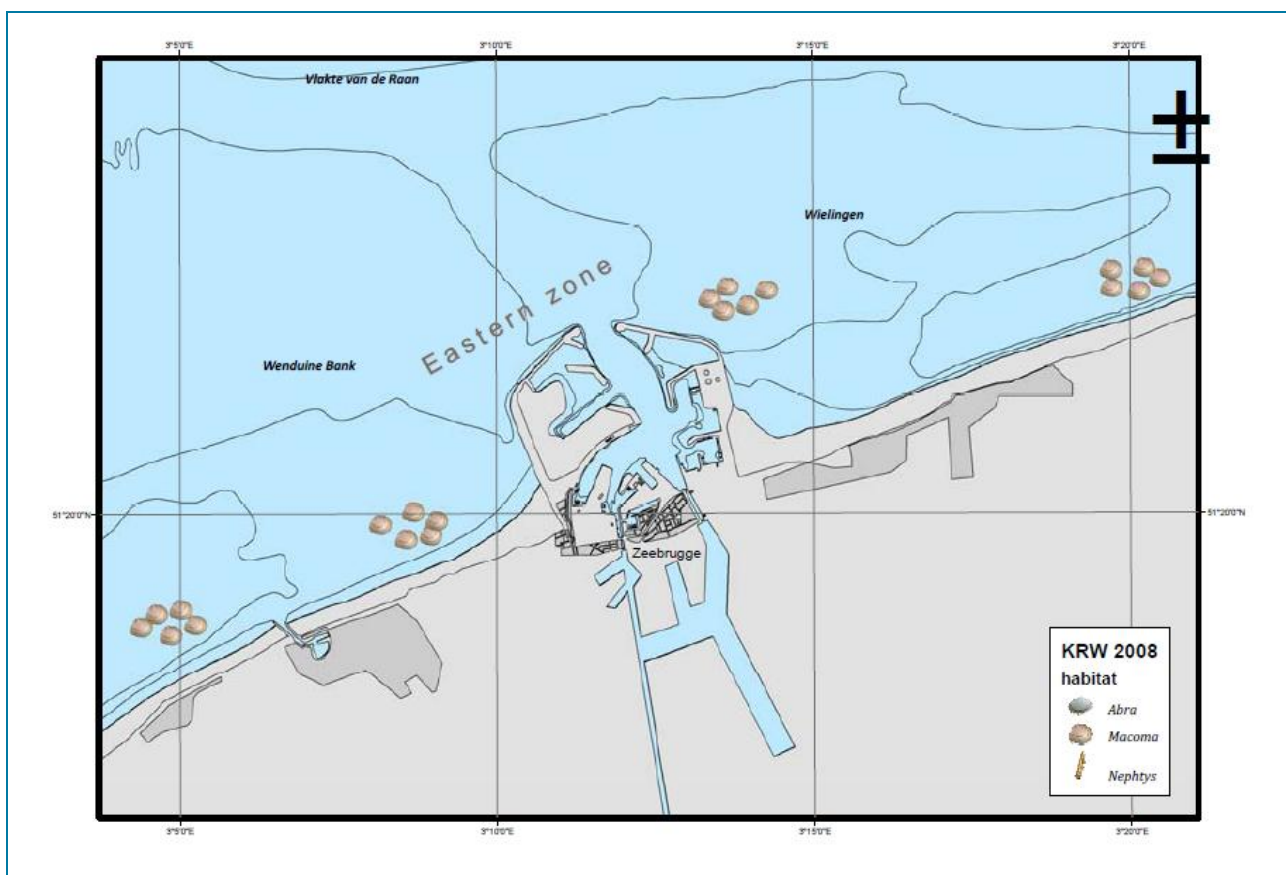 3°5'0"E
3°10'0"E
3°15'0"E
3°20'0"E
Vlakte van de Raan
Wielingen
Eastern zone
Wenduine Bank
51°20'0"N
51°20'0"N
Zeebrugge
KRW 2008
habitat
Abra
Macoma
Nephtys
3°5'0"E
3°10'0"E
3°15'0"E
3°20'0"E